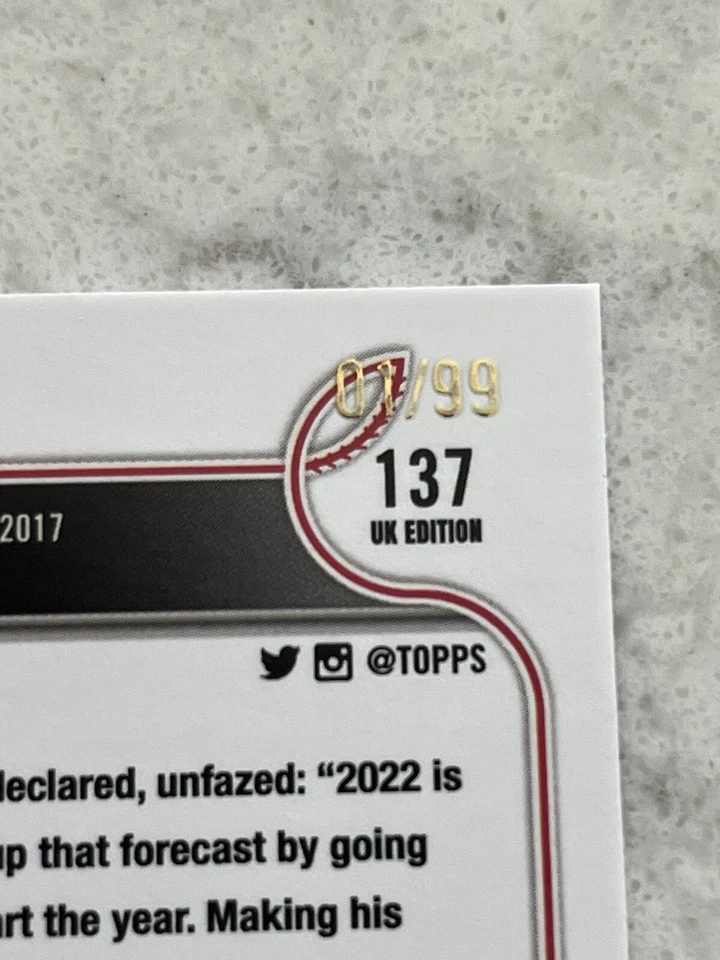 01/99
137
UK EDITION
2017
@TOPPS
declared, unfazed: “2022 is
up that forecast by going
the year. Making his